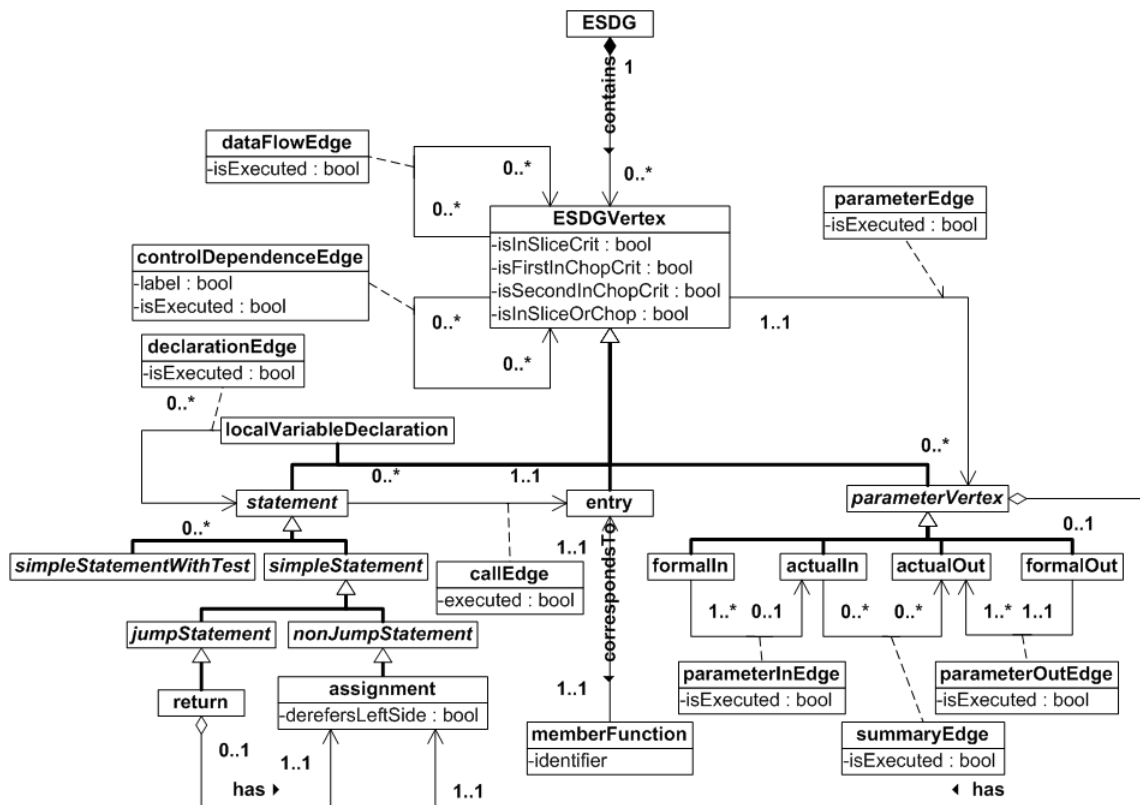 ESDG
1
contains
dataFlowEdge
-isExecuted : bool
0..*
0..*
0..*
ESDGVertex
-isInSliceCrit : bool
-isFirstInChopCrit : bool
-isSecondInChopCrit : bool
-isInSliceOrChop : bool
parameterEdge
-isExecuted : bool
controlDependenceEdge
-label : bool
-isExecuted : bool
0..*
0..*
1..1
declarationEdge
-isExecuted : bool
0..*
localVariableDeclaration
0..*
0..*
1..1
statement
entry
parameterVertex
0..*
0..1
simpleStatementWithTest
simpleStatement
callEdge
-executed : bool
1..1
correspondsTo
1..1
formalIn
actualIn
actualOut
formalOut
1..*
0..1
0..*
0..*
1..*
1..1
jumpStatement
nonJumpStatement
parameterInEdge
-isExecuted : bool
parameterOutEdge
-isExecuted : bool
return
assignment
-derefersLeftSide : bool
memberFunction
-identifier
summaryEdge
-isExecuted : bool
0..1
has
1..1
1..1
has